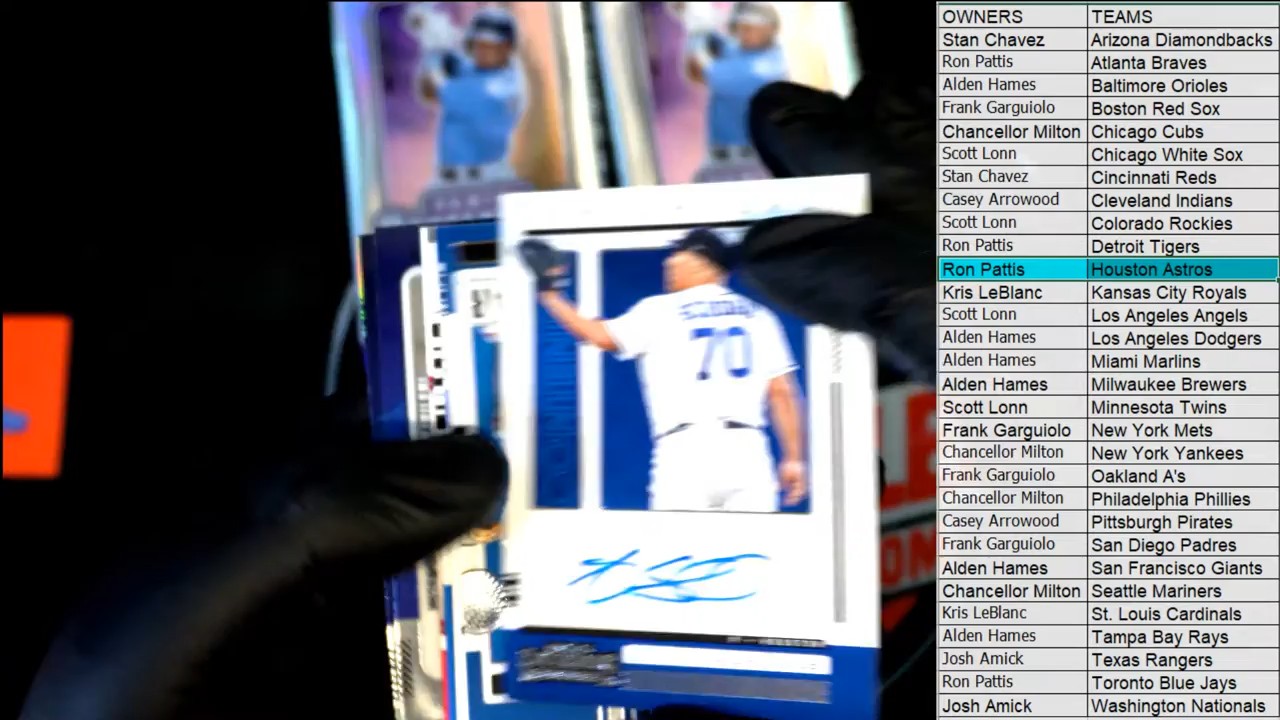 OWNERS TEAMS
Stan Chavez Arizona Diamondbacks
Ron Pattis Atlanta Braves
Alden Hames Baltimore Orioles
Frank Garguiolo Boston Red Sox
Chancellor Milton Chicago Cubs
Scott Lonn Chicago White Sox
Stan Chavez Cincinnati Reds
Casey Arrowood Cleveland Indians
Scott Lonn Colorado Rockies
Ron Pattis Detroit Tigers
Ron Pattis Houston Astros
Kris LeBlanc Kansas City Royals
Scott Lonn Los Angeles Angels
Alden Hames Los Angeles Dodgers
Alden Hames Miami Marlins
Alden Hames Milwaukee Brewers
Scott Lonn Minnesota Twins
Frank Garguiolo New York Mets
Chancellor Milton New York Yankees
Frank Garguiolo Oakland A's
Chancellor Milton Philadelphia Phillies
Casey Arrowood Pittsburgh Pirates
Frank Garguiolo San Diego Padres
Alden Hames San Francisco Giants
Chancellor Milton Seattle Mariners
Kris LeBlanc St. Louis Cardinals
Alden Hames Tampa Bay Rays
Josh Amick Texas Rangers
Ron Pattis Toronto Blue Jays
Josh Amick Washington Nationals
70